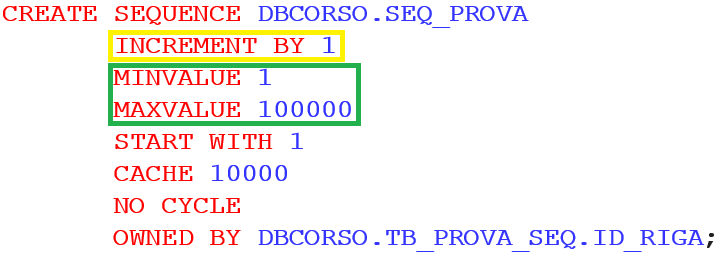 CREATE SEQUENCE DBCORSO.SEQ_PROVA
INCREMENT BY 1
MINVALUE 1
MAXVALUE 100000
START WITH 1
CACHE 10000
NO CYCLE
OWNED BY DBCORSO.TB_PROVA_SEQ.ID_RIGA;